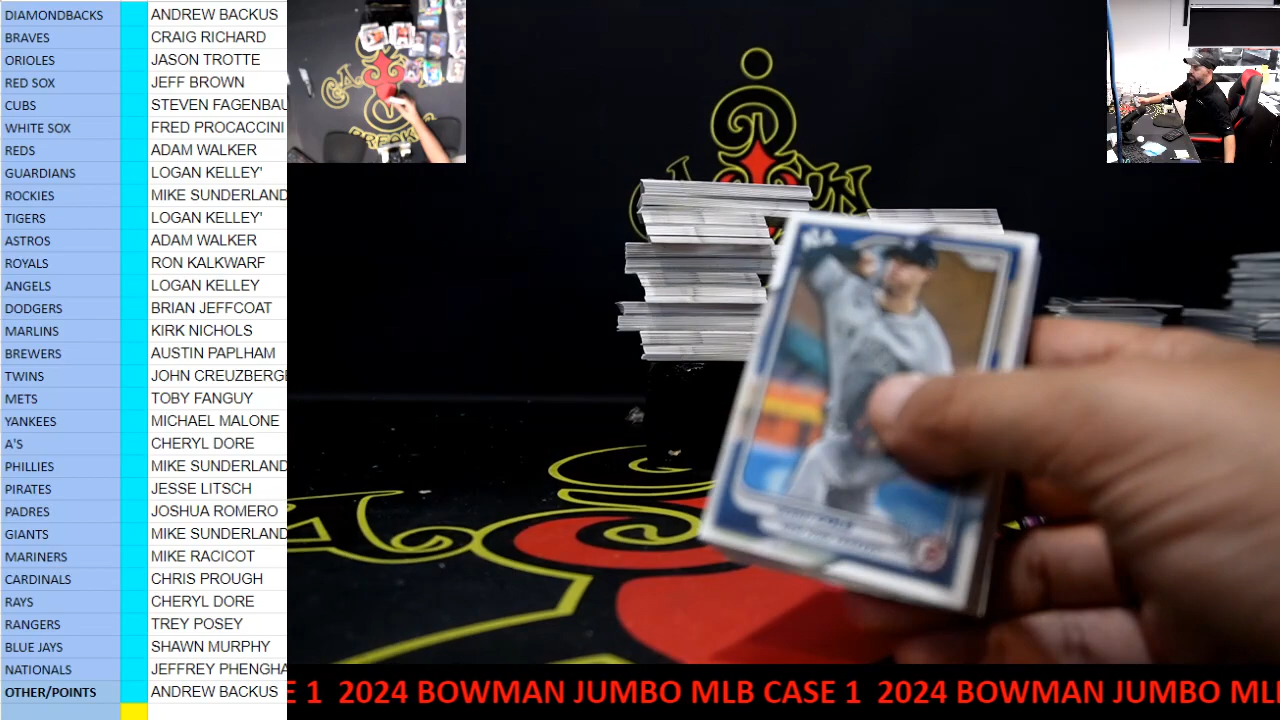 DIAMONDBACKS ANDREW BACKUS
BRAVES CRAIG RICHARD
ORIOLES JASON TROTTE
RED SOX JEFF BROWN
CUBS STEVEN FAGENBAU
WHITE SOX FRED PROCACCINI
REDS ADAM WALKER
GUARDIANS LOGAN KELLEY'
ROCKIES MIKE SUNDERLAND
TIGERS LOGAN KELLEY'
ASTROS ADAM WALKER
ROYALS RON KALKWARF
ANGELS LOGAN KELLEY
DODGERS BRIAN JEFFCOAT
MARLINS KIRK NICHOLS
BREWERS AUSTIN PAPLHAM
TWINS JOHN CREUZBERGE
METS TOBY FANGUY
YANKEES MICHAEL MALONE
A'S CHERYL DORE
PHILLIES MIKE SUNDERLAND
PIRATES JESSE LITSCH
PADRES JOSHUA ROMERO
GIANTS MIKE SUNDERLAND
MARINERS MIKE RACICOT
CARDINALS CHRIS PROUGH
RAYS CHERYL DORE
RANGERS TREY POSEY
BLUE JAYS SHAWN MURPHY
NATIONALS JEFFREY PHENGHA
OTHER/POINTS ANDREW BACKUS
E 1 2024 BOWMAN JUMBO MLB CASE 1 2024 BOWMAN JUMBO ML